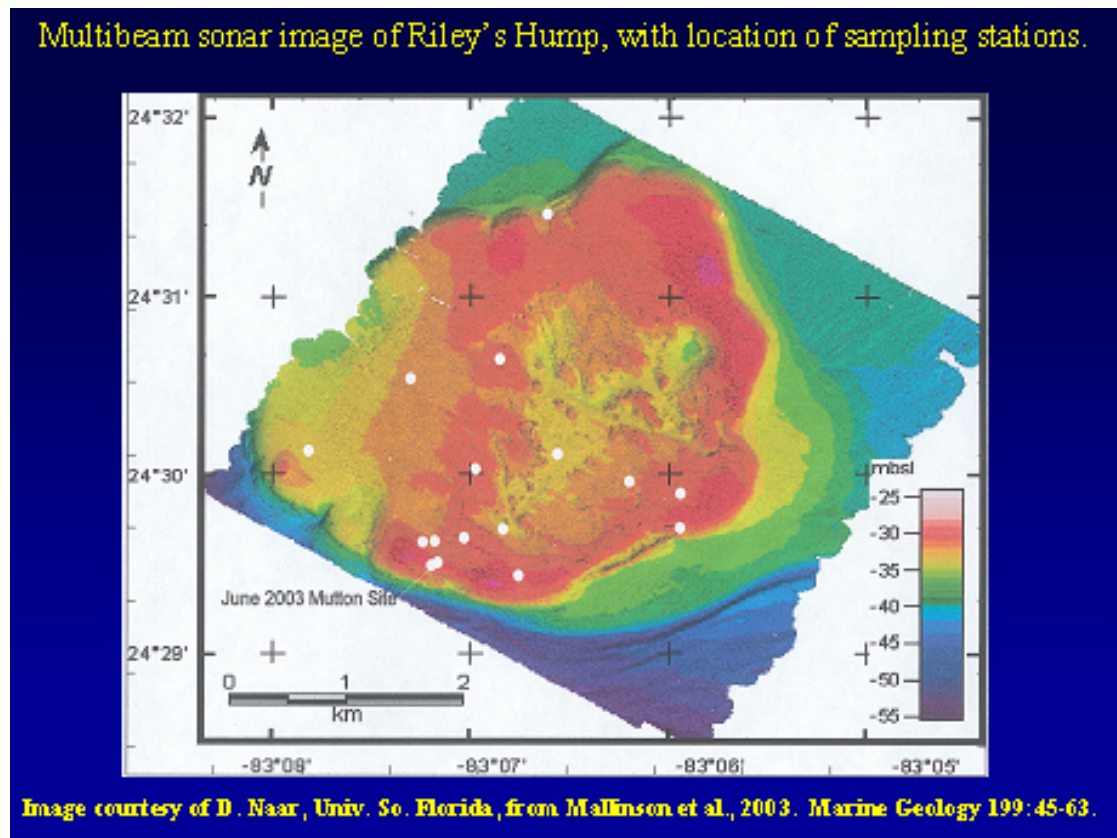 Multibeam sonar image of Riley's Hump, with location of sampling stations.
24°32'
N
24°31'
24°30'
mbsl
-25
-30
-35
-40
-45
-50
-55
June 2003 Mutton Site
24°29'
0 1 2
km
-83°08' -83°07' -83°06' -83°05'
Image courtesy of D. Naar, Univ. So. Florida, from Mallinson et al., 2003. Marine Geology 199:45-63.